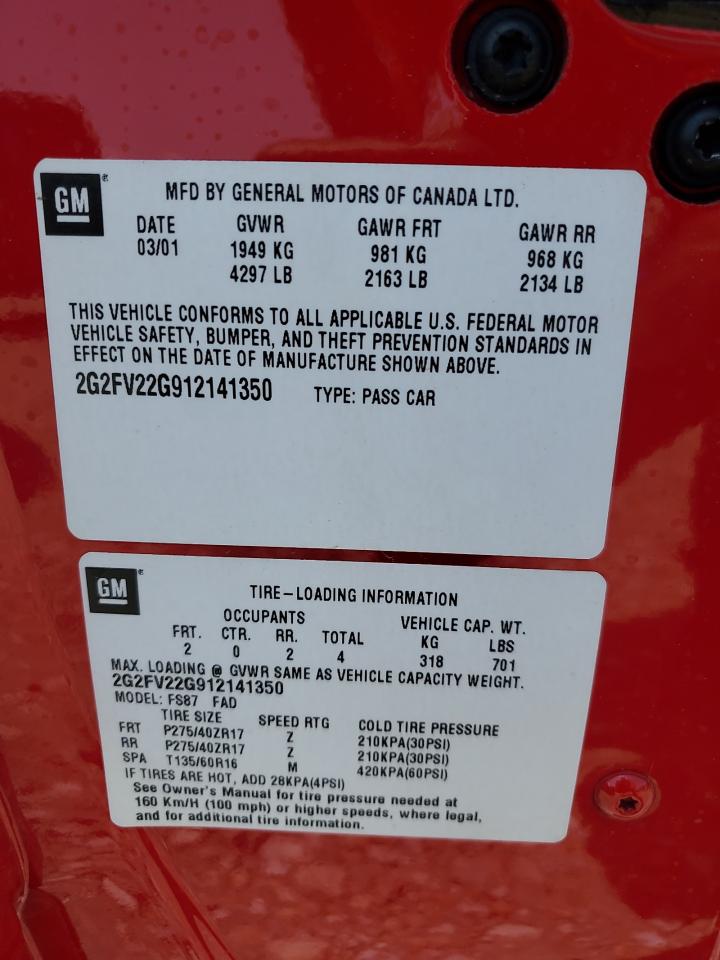 GM®
MFD BY GENERAL MOTORS OF CANADA LTD.
DATE GVWR GAWR FRT GAWR RR
03/01 1949 KG 981 KG 968 KG
4297 LB 2163 LB 2134 LB
THIS VEHICLE CONFORMS TO ALL APPLICABLE U.S. FEDERAL MOTOR
VEHICLE SAFETY, BUMPER, AND THEFT PREVENTION STANDARDS IN
EFFECT ON THE DATE OF MANUFACTURE SHOWN ABOVE.
2G2FV22G912141350 TYPE: PASS CAR
GM®
TIRE-LOADING INFORMATION
OCCUPANTS VEHICLE CAP. WT.
FRT. CTR. RR. TOTAL KG LBS
2 0 2 4 318 701
MAX. LOADING @ GVWR SAME AS VEHICLE CAPACITY WEIGHT.
2G2FV22G912141350
MODEL: FS87 FAD
TIRE SIZE SPEED RTG COLD TIRE PRESSURE
FRT P275/40ZR17 Z 210KPA(30PSI)
RR P275/40ZR17 Z 210KPA(30PSI)
SPA T135/60R16 M 420KPA(60PSI)
IF TIRES ARE HOT, ADD 28KPA(4PSI)
See Owner's Manual for tire pressure needed at
160 Km/H (100 mph) or higher speeds, where legal,
and for additional tire information.